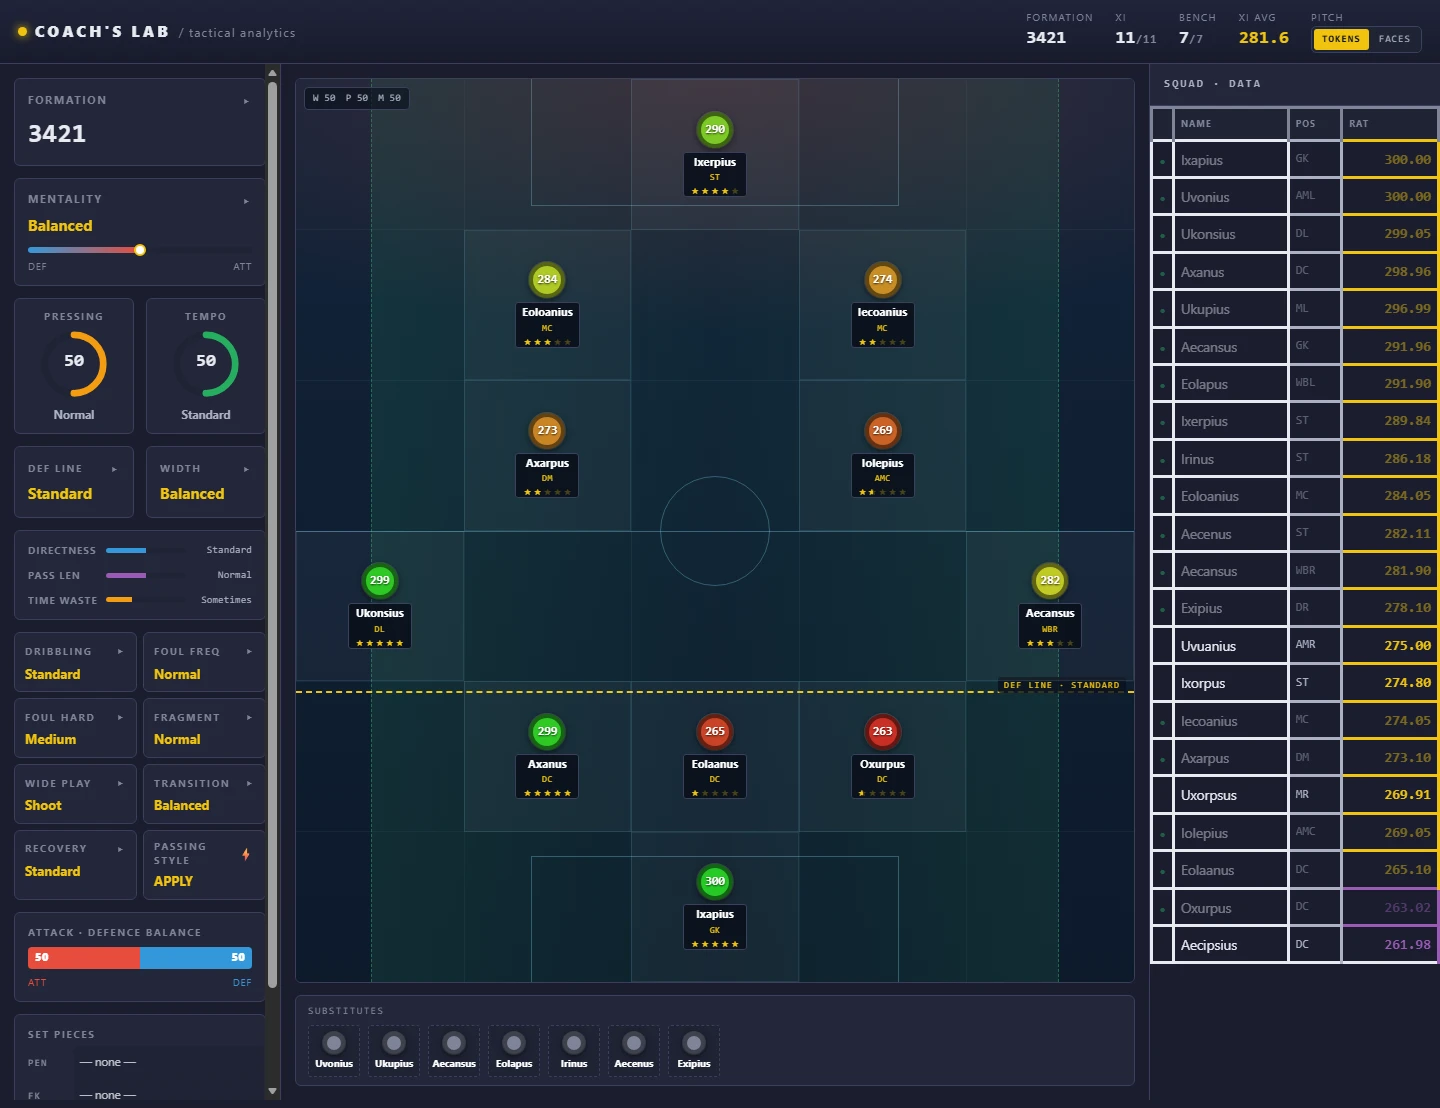 COACH'S LAB / tactical analytics
FORMATION
3421
XI
11/11
BENCH
7/7
XI AVG
281.6
PITCH
TOKENS FACES
FORMATION
3421
MENTALITY
Balanced
DEF ATT
PRESSING
50
Normal
TEMPO
50
Standard
DEF LINE
Standard
WIDTH
Balanced
DIRECTNESS Standard
PASS LEN Normal
TIME WASTE Sometimes
DRIBBLING
Standard
FOUL FREQ
Normal
FOUL HARD
Medium
FRAGMENT
Normal
WIDE PLAY
Shoot
TRANSITION
Balanced
RECOVERY
Standard
PASSING
STYLE
APPLY
ATTACK · DEFENCE BALANCE
50 50
ATT DEF
SET PIECES
PEN — none —
FK — none —
W 50 P 50 M 50
290
Ixerpius
ST
284
Eoloanius
MC
274
Iecoanius
MC
273
Axarpus
DM
269
Iolepius
AMC
299
Ukonsius
DL
282
Aecansus
WBR
DEF LINE · STANDARD
299
Axanus
DC
265
Eolaanus
DC
263
Oxurpus
DC
300
Ixapius
GK
SUBSTITUTES
Uvonius
Ukupius
Aecansus
Eolapus
Irinus
Aecenus
Exipius
SQUAD · DATA
NAME POS RAT
Ixapius GK 300.00
Uvonius AML 300.00
Ukonsius DL 299.05
Axanus DC 298.96
Ukupius ML 296.99
Aecansus GK 291.96
Eolapus WBL 291.90
Ixerpius ST 289.84
Irinus ST 286.18
Eoloanius MC 284.05
Aecenus ST 282.11
Aecansus WBR 281.90
Exipius DR 278.10
Uvuanius AMR 275.00
Ixorpus ST 274.80
Iecoanius MC 274.05
Axarpus DM 273.10
Uxorpsus MR 269.91
Iolepius AMC 269.05
Eolaanus DC 265.10
Oxurpus DC 263.02
Aecipsius DC 261.98